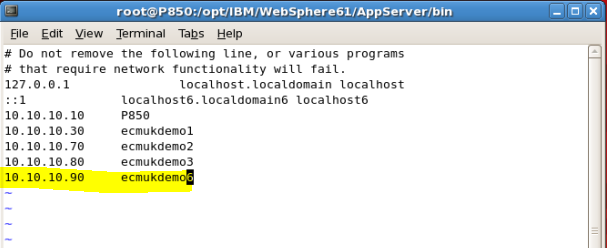 root@P850:/opt/IBM/WebSphere61/AppServer/bin
File Edit View Terminal Tabs Help
# Do not remove the following line, or various programs
# that require network functionality will fail.
127.0.0.1 localhost.localdomain localhost
::1 localhost6.localdomain6 localhost6
10.10.10.10 P850
10.10.10.30 ecmukdemo1
10.10.10.70 ecmukdemo2
10.10.10.80 ecmukdemo3
10.10.10.90 ecmukdemo6
~
~
~
~